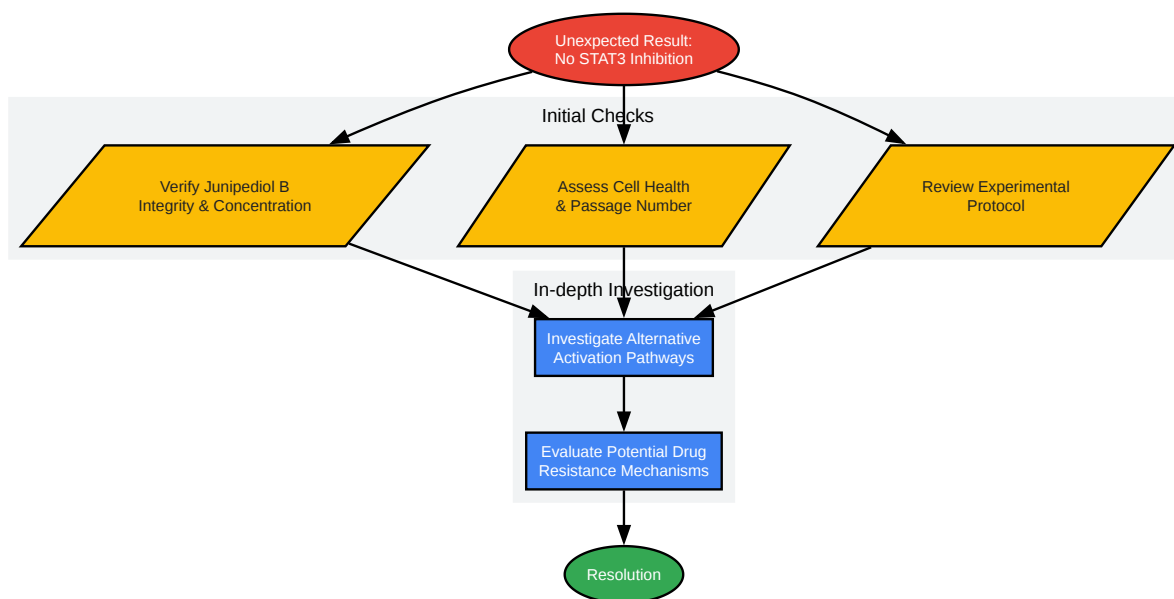 Unexpected Result:
No STAT3 Inhibition
Initial Checks
Verify Junipediol B
Integrity & Concentration
Assess Cell Health
& Passage Number
Review Experimental
Protocol
In-depth Investigation
Investigate Alternative
Activation Pathways
Evaluate Potential Drug
Resistance Mechanisms
Resolution